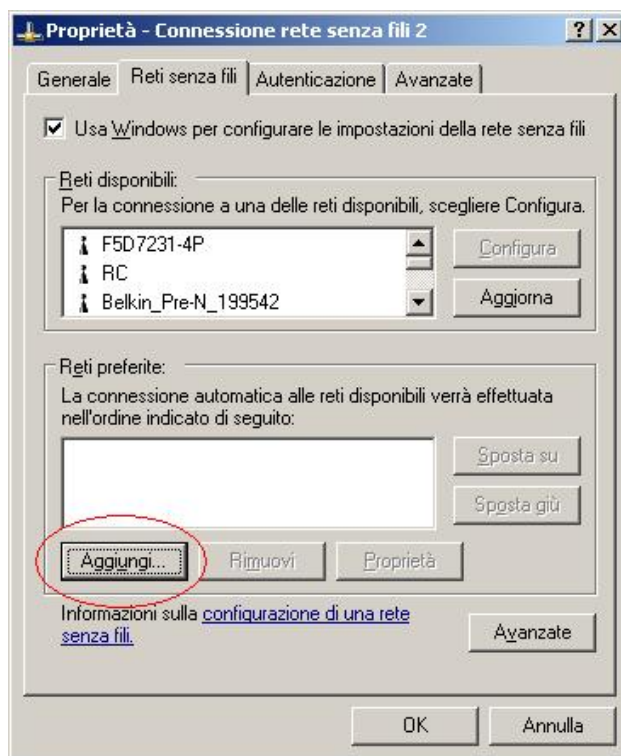 Proprietà - Connessione rete senza fili 2
Generale
Reti senza fili
Autenticazione
Avanzate
Usa Windows per configurare le impostazioni della rete senza fili
Reti disponibili:
Per la connessione a una delle reti disponibili, scegliere Configura.
F5D7231-4P
RC
Belkin_Pre-N_199542
Configura
Aggiorna
Reti preferite:
La connessione automatica alle reti disponibili verrà effettuata
nell'ordine indicato di seguito:
Sposta su
Sposta giù
Aggiungi...
Rimuovi
Proprietà
Informazioni sulla configurazione di una rete
senza fili.
Avanzate
OK
Annulla